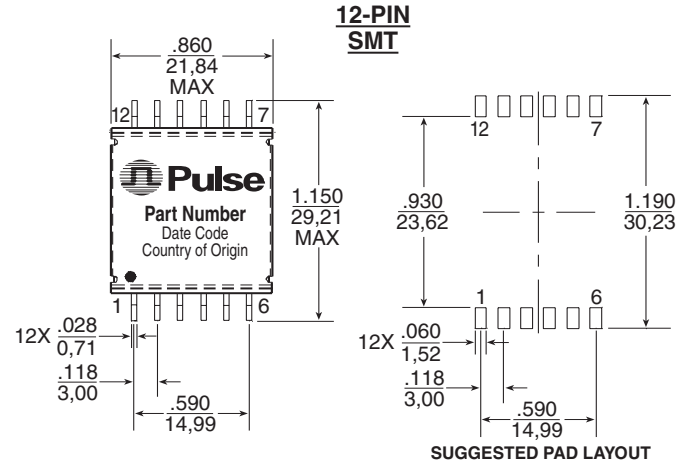 12-PIN
SMT
.860
21,84
MAX
12
7
Pulse
Part Number
Date Code
Country of Origin
1.150
29,21
MAX
1
6
12X .028
0,71
.118
3,00
.590
14,99
12
7
.930
23,62
1.190
30,23
1
6
12X .060
1,52
.118
3,00
.590
14,99
SUGGESTED PAD LAYOUT